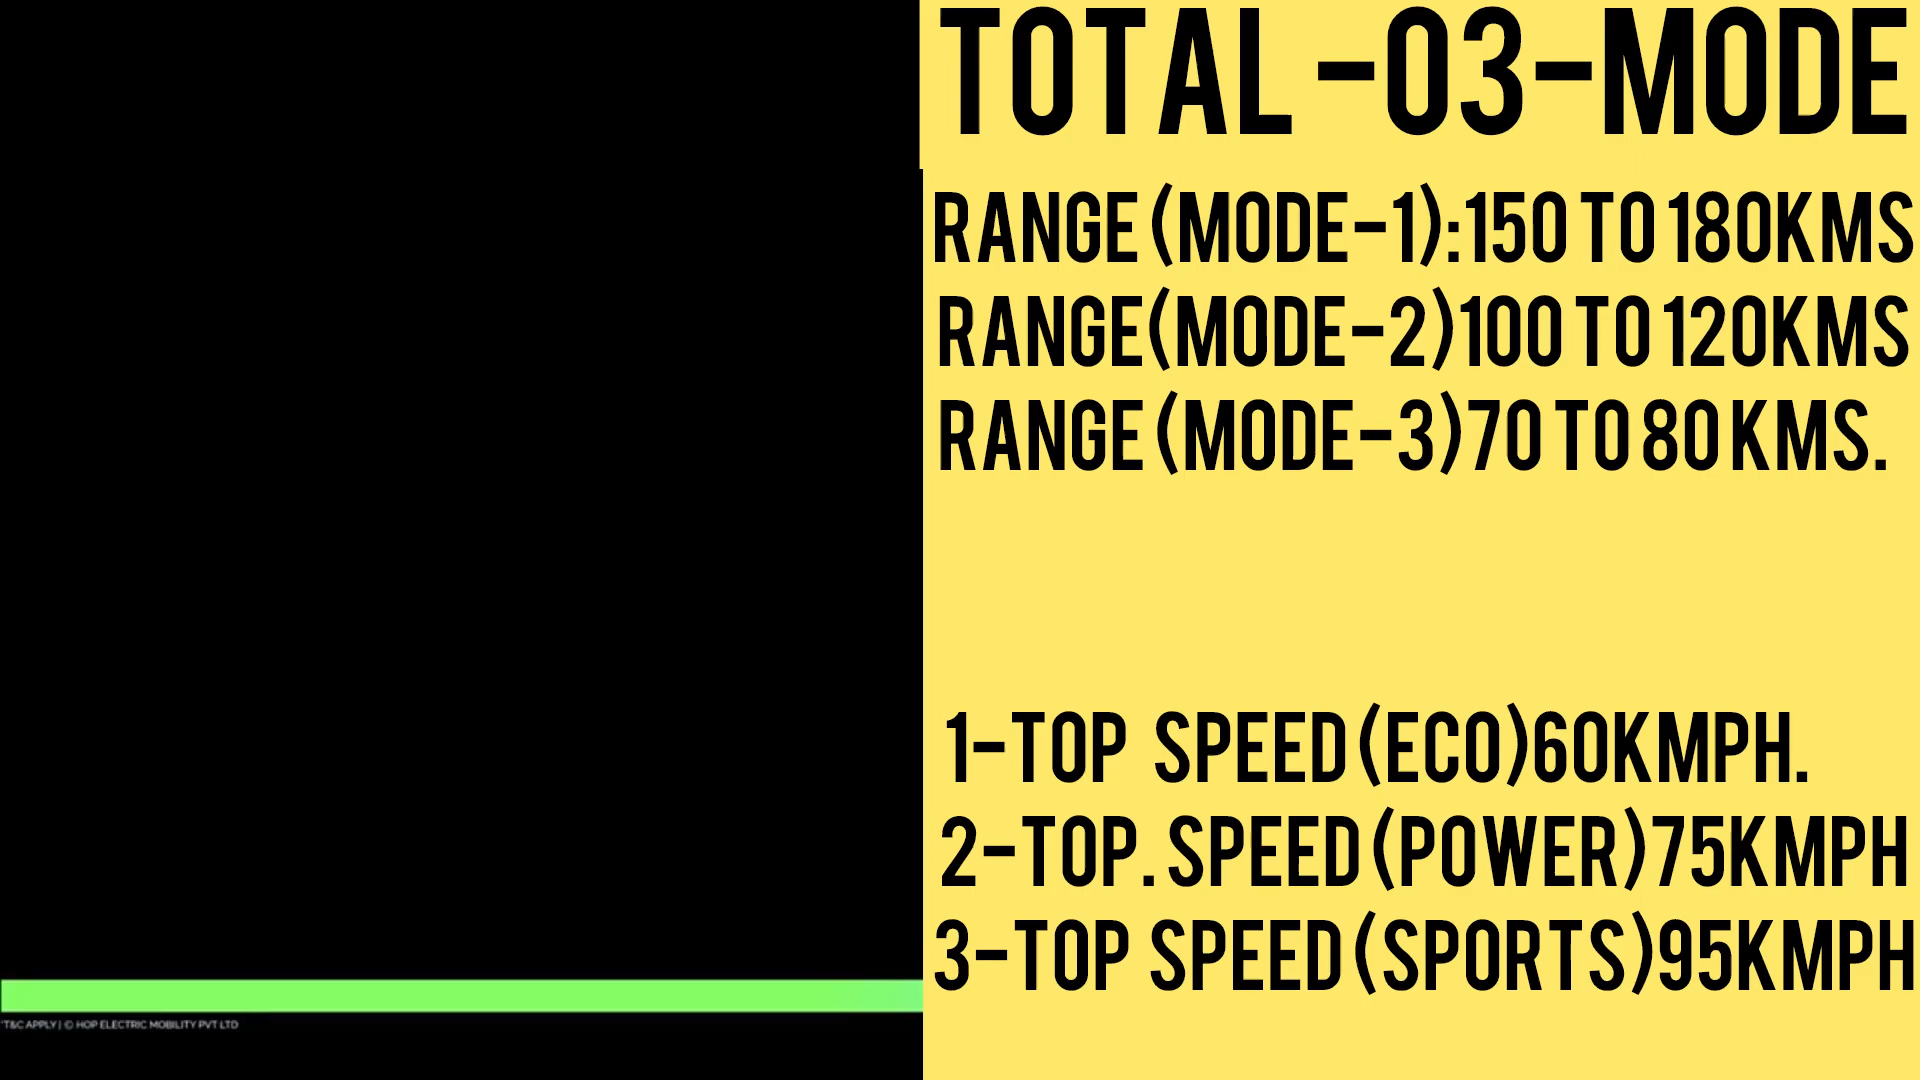 TOTAL-03-MODE
RANGE (MODE-1):150 TO 180KMS
RANGE(MODE-2)100 TO 120KMS
RANGE (MODE-3)70 TO 80 KMS.
1-TOP SPEED(ECO)60KMPH.
2-TOP. SPEED(POWER)75KMPH
3-TOP SPEED(SPORTS)95KMPH
*T&C APPLY | © HOP ELECTRIC MOBILITY PVT LTD